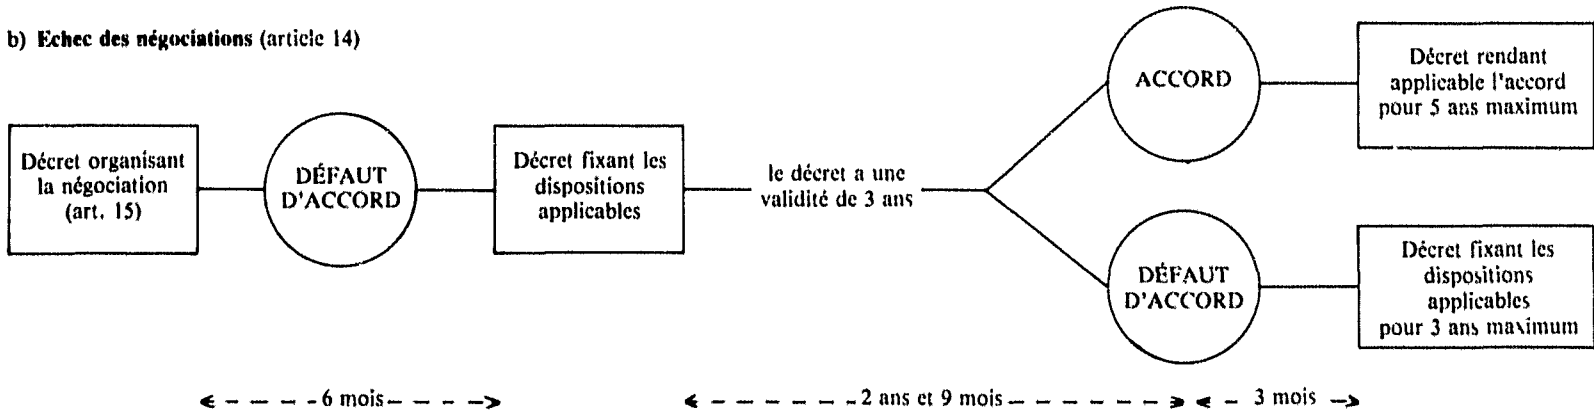 b) Echec des négociations (article 14)
Décret organisant
la négociation
(art. 15)
DÉFAUT
D'ACCORD
Décret fixant les
dispositions
applicables
le décret a une
validité de 3 ans
ACCORD
Décret rendant
applicable l'accord
pour 5 ans maximum
DÉFAUT
D'ACCORD
Décret fixant les
dispositions
applicables
pour 3 ans maximum
6 mois
2 ans et 9 mois
3 mois